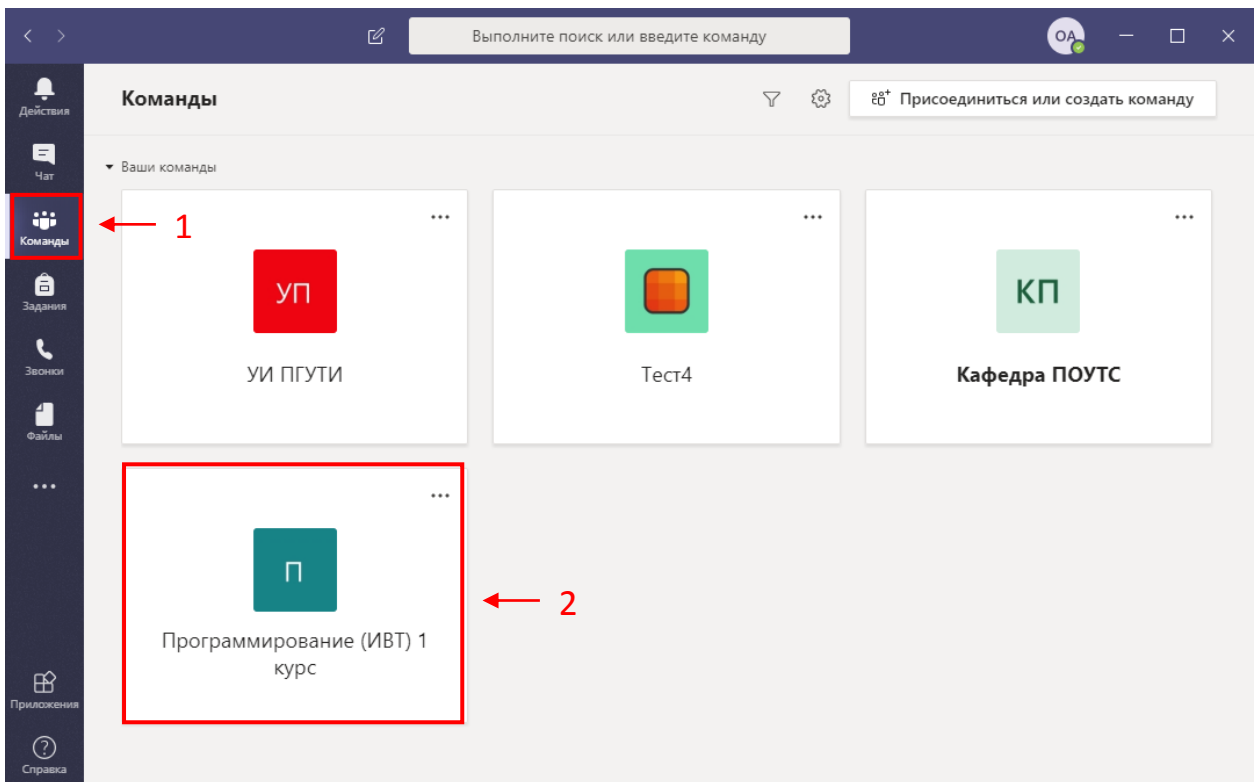 Выполните поиск или введите команду
ОА
Действия
Чат
Команды
Задания
Звонки
Файлы
Приложения
Справка
Команды
Присоединиться или создать команду
Ваши команды
1
УП
УИ ПГУТИ
Тест4
КП
Кафедра ПОУТС
П
Программирование (ИВТ) 1
курс
2